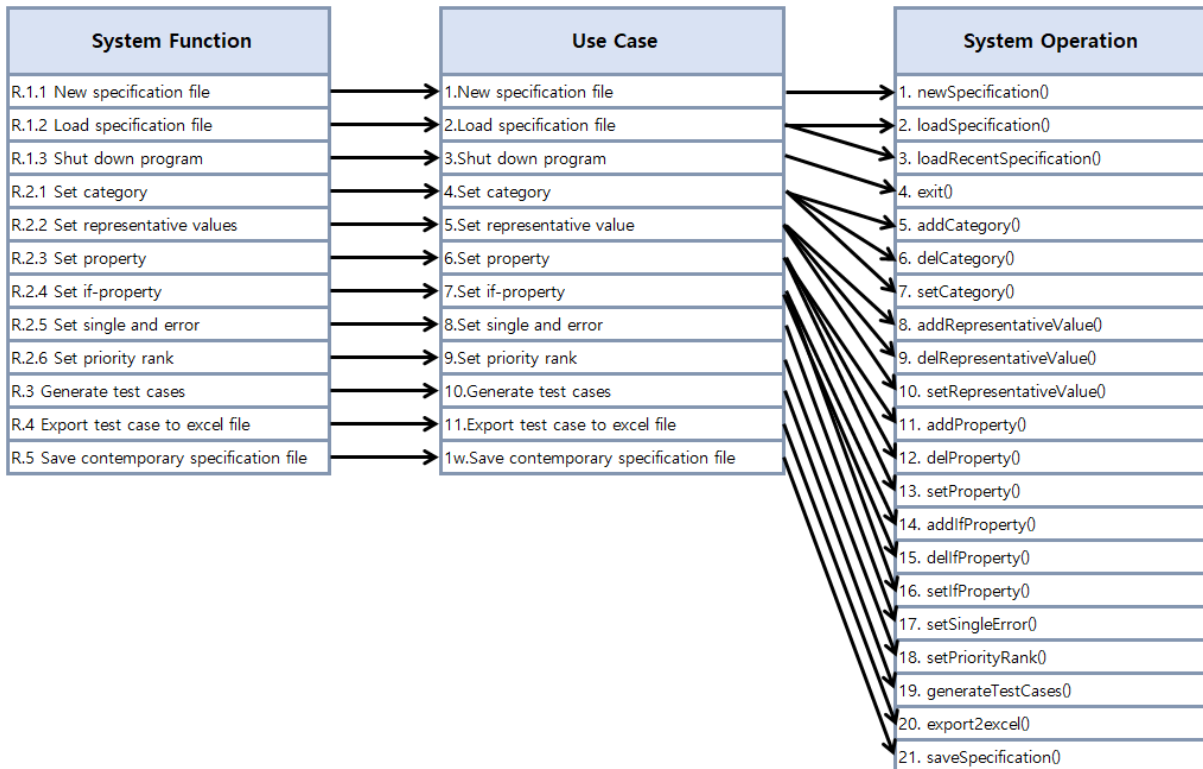 System Function
R.1.1 New specification file
R.1.2 Load specification file
R.1.3 Shut down program
R.2.1 Set category
R.2.2 Set representative values
R.2.3 Set property
R.2.4 Set if-property
R.2.5 Set single and error
R.2.6 Set priority rank
R.3 Generate test cases
R.4 Export test case to excel file
R.5 Save contemporary specification file
Use Case
1.New specification file
2.Load specification file
3.Shut down program
4.Set category
5.Set representative value
6.Set property
7.Set if-property
8.Set single and error
9.Set priority rank
10.Generate test cases
11.Export test case to excel file
1w.Save contemporary specification file
System Operation
1. newSpecification()
2. loadSpecification()
3. loadRecentSpecification()
4. exit()
5. addCategory()
6. delCategory()
7. setCategory()
8. addRepresentativeValue()
9. delRepresentativeValue()
10. setRepresentativeValue()
11. addProperty()
12. delProperty()
13. setProperty()
14. addIfProperty()
15. delIfProperty()
16. setIfProperty()
17. setSingleError()
18. setPriorityRank()
19. generateTestCases()
20. export2excel()
21. saveSpecification()